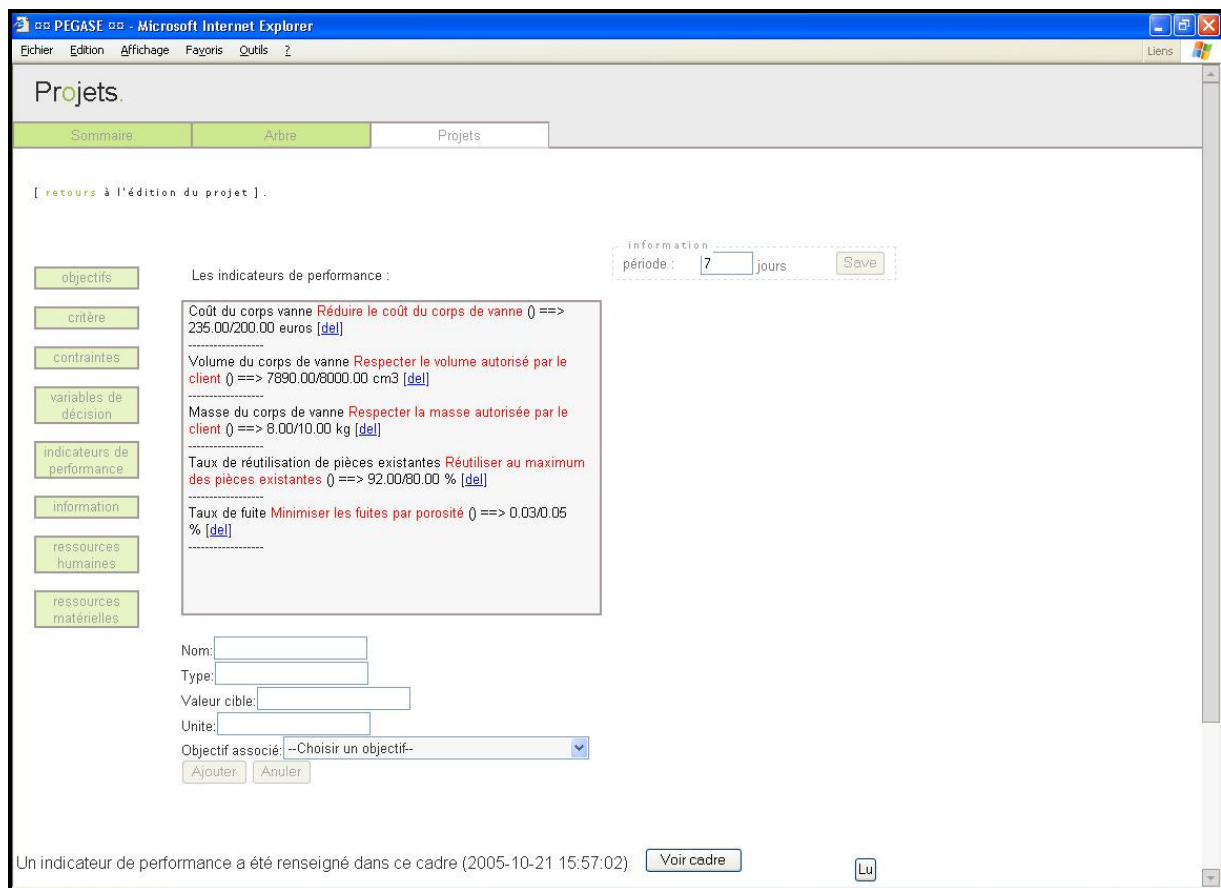 ¤¤ PEGASE ¤¤ - Microsoft Internet Explorer
Fichier Edition Affichage Favoris Outils ?
Liens
Projets.
Sommaire Arbre Projets
[ retours à l'édition du projet ].
information
période : 7 jours Save
objectifs
critère
contraintes
variables de
décision
indicateurs de
performance
information
ressources
humaines
ressources
matérielles
Les indicateurs de performance :
Coût du corps vanne Réduire le coût du corps de vanne () ==>
235.00/200.00 euros [del]
------------------
Volume du corps de vanne Respecter le volume autorisé par le
client () ==> 7890.00/8000.00 cm3 [del]
------------------
Masse du corps de vanne Respecter la masse autorisée par le
client () ==> 8.00/10.00 kg [del]
------------------
Taux de réutilisation de pièces existantes Réutiliser au maximum
des pièces existantes () ==> 92.00/80.00 % [del]
------------------
Taux de fuite Minimiser les fuites par porosité () ==> 0.03/0.05
% [del]
------------------
Nom:
Type:
Valeur cible:
Unite:
Objectif associé: --Choisir un objectif--
Ajouter Anuler
Un indicateur de performance a été renseigné dans ce cadre (2005-10-21 15:57:02) Voir cadre Lu